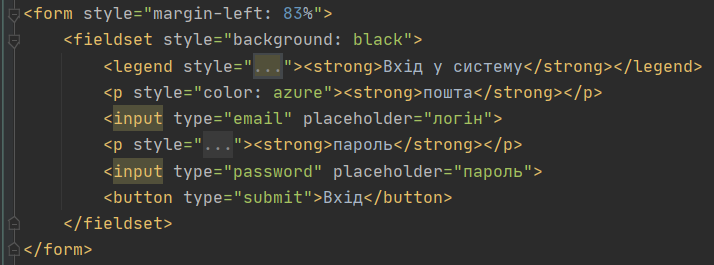 <form style="margin-left: 83%">
<fieldset style="background: black">
<legend style="..."><strong>Вхід у систему</strong></legend>
<p style="color: azure"><strong>пошта</strong></p>
<input type="email" placeholder="логін">
<p style="..."><strong>пароль</strong></p>
<input type="password" placeholder="пароль">
<button type="submit">Вхід</button>
</fieldset>
</form>